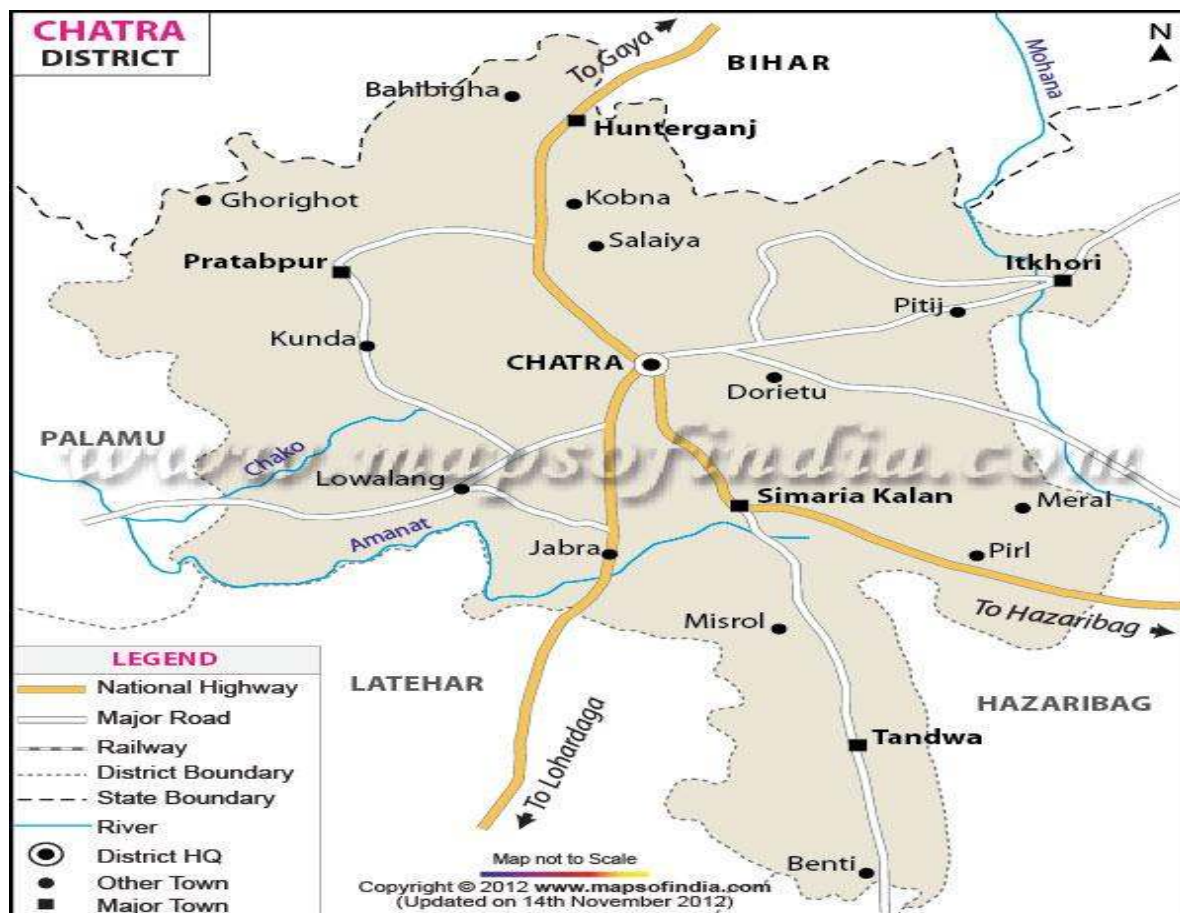 CHATRA
DISTRICT
N
To Gaya
BIHAR
Mohana
Bahibigha
Hunterganj
Ghorighot
Kobna
Salaiya
Pratabpur
Itkhori
Pitij
Kunda
CHATRA
Dorietu
PALAMU
www.mapsofindia.com
Chako
Lowalang
Simaria Kalan
Meral
Amanat
Jabra
Pirl
To Hazaribag
Misrol
LATEHAR
HAZARIBAG
Tandwa
To Lohardaga
Benti
LEGEND
National Highway
Major Road
Railway
District Boundary
State Boundary
River
District HQ
Other Town
Major Town
Map not to Scale
Copyright © 2012 www.mapsofindia.com
(Updated on 14th November 2012)